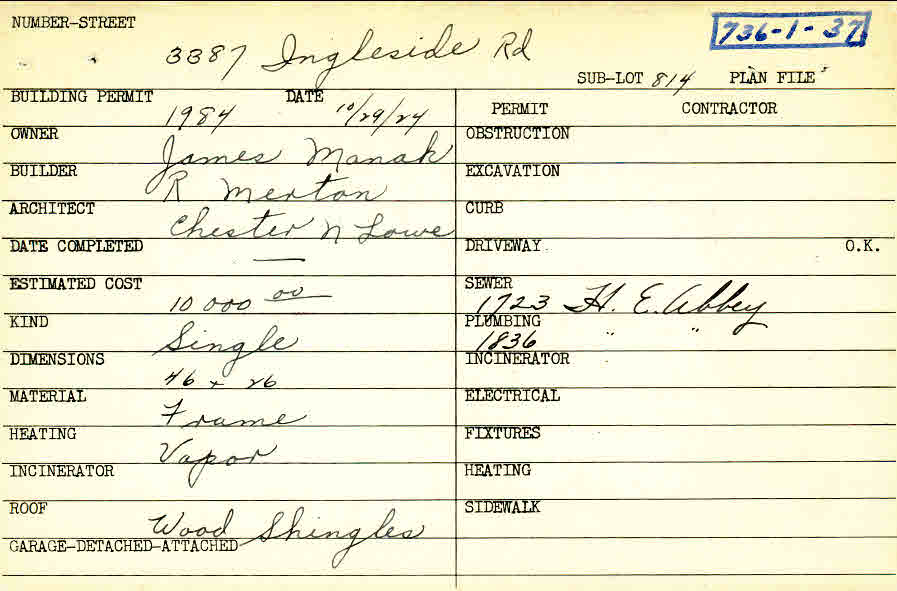 NUMBER-STREET
3387 Ingleside Rd
736-1-37
SUB-LOT 814 PLAN FILE
BUILDING PERMIT 1984 DATE 10/29/24
PERMIT CONTRACTOR
OWNER James Manak
OBSTRUCTION
BUILDER R Merton
EXCAVATION
ARCHITECT Chester N Lowe
CURB
DATE COMPLETED —
DRIVEWAY O.K.
ESTIMATED COST 10 000 00
SEWER 1723 H. E. Abbey
KIND Single
PLUMBING 1836 " "
DIMENSIONS 46 x 26
INCINERATOR
MATERIAL Frame
ELECTRICAL
HEATING Vapor
FIXTURES
INCINERATOR
HEATING
ROOF Wood Shingles
SIDEWALK
GARAGE-DETACHED-ATTACHED